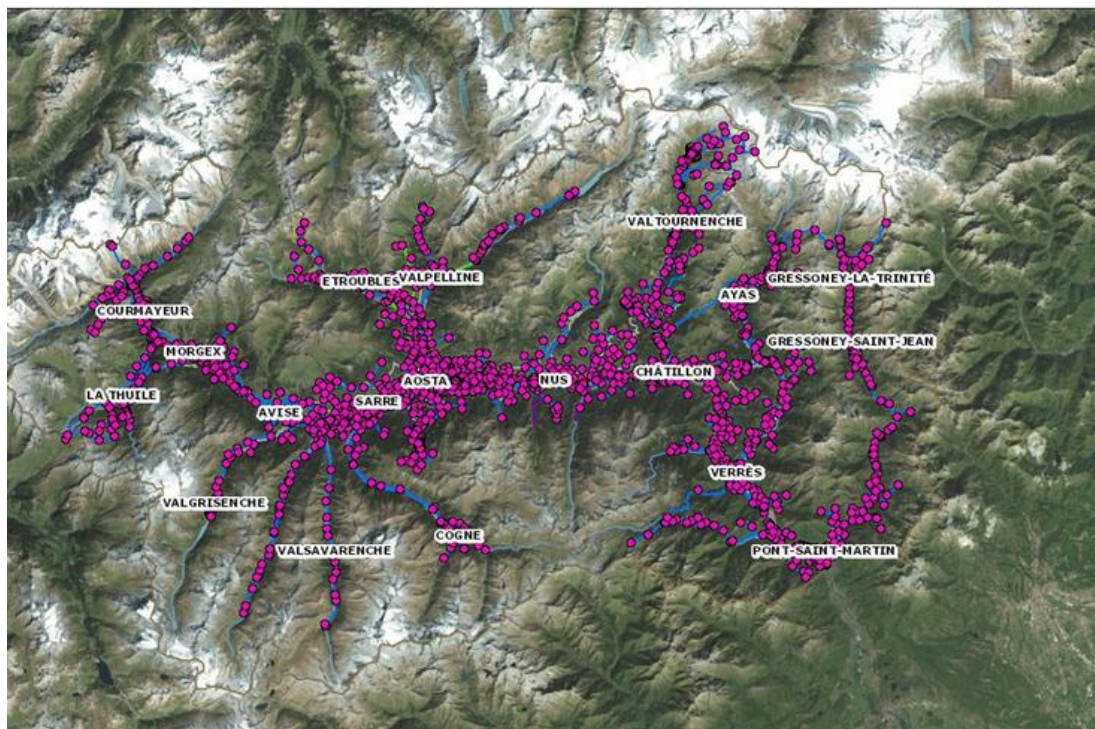 VALTOURNENCHE
ETROUBLES
VALPELLINE
GRESSONEY-LA-TRINITÉ
AYAS
COURMAYEUR
GRESSONEY-SAINT-JEAN
MORGEX
CHÂTILLON
AOSTA
NUS
LA THUILE
SARRE
AVISE
VERRÈS
VALGRISENCHE
COGNE
VALSAVARENCHE
PONT-SAINT-MARTIN